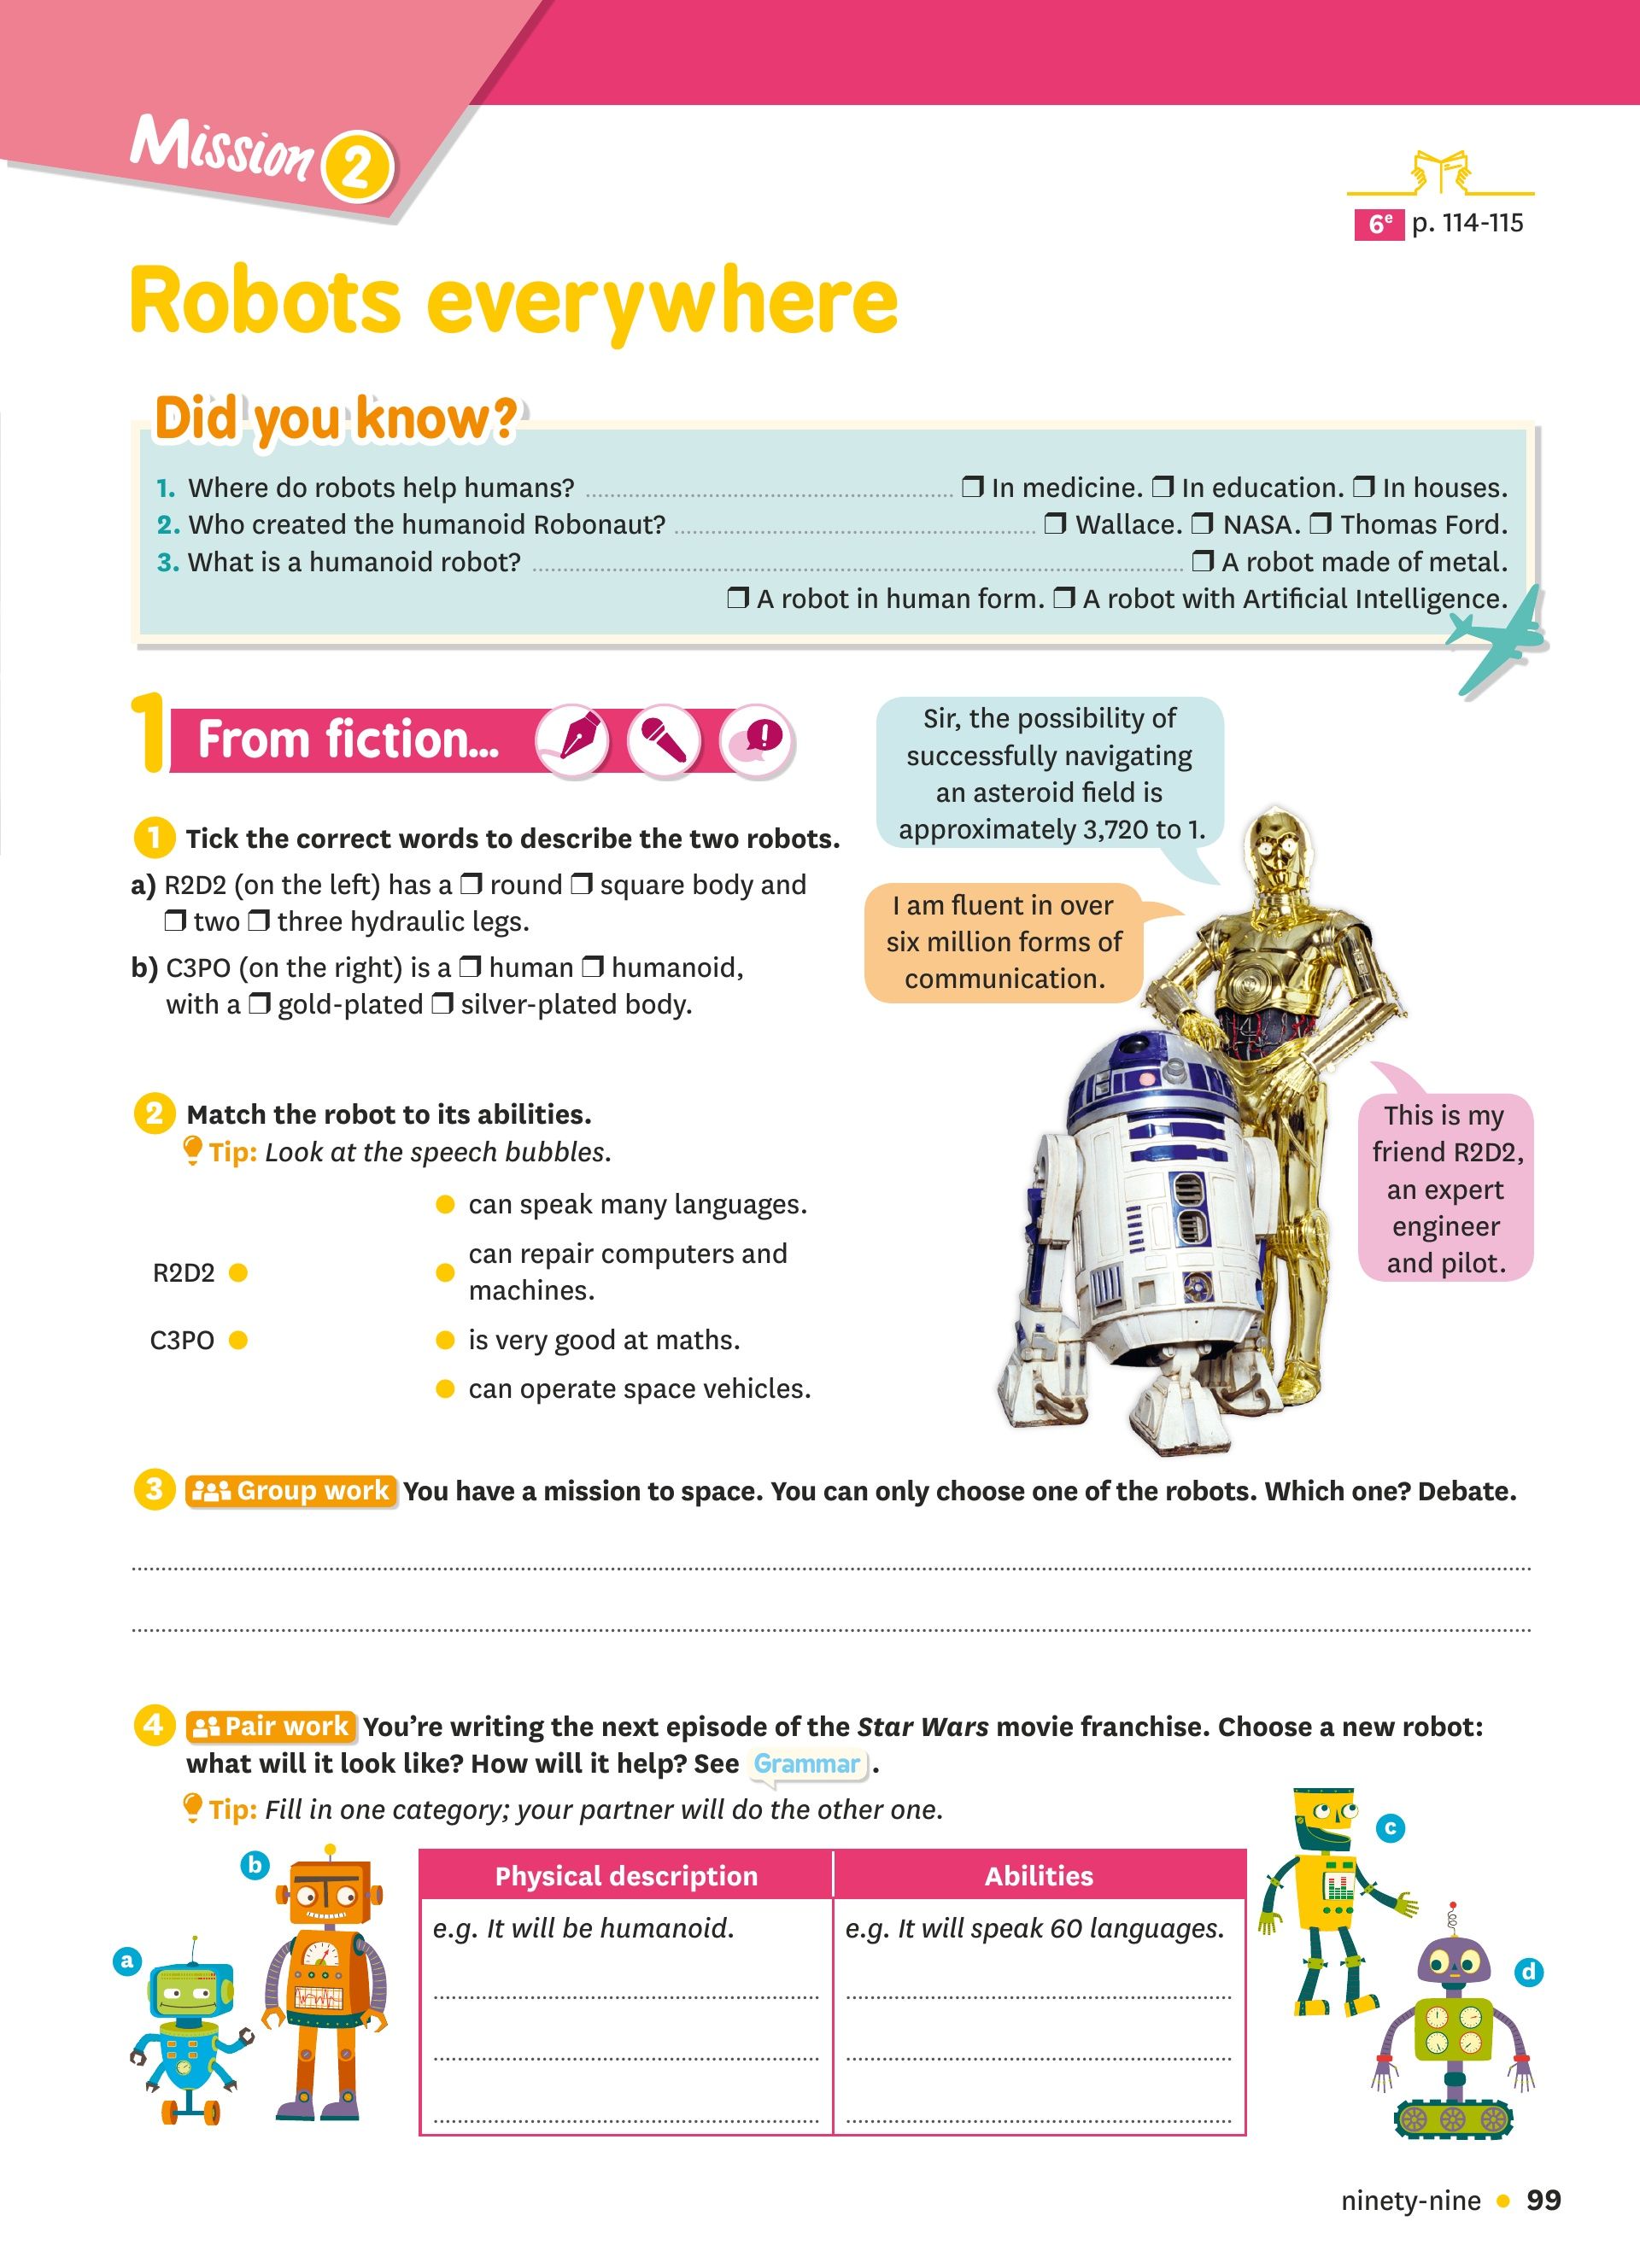 Mission 2
6e p. 114-115
Robots everywhere
Did you know?
1. Where do robots help humans? ❒ In medicine. ❒ In education. ❒ In houses.
2. Who created the humanoid Robonaut? ❒ Wallace. ❒ NASA. ❒ Thomas Ford.
3. What is a humanoid robot? ❒ A robot made of metal.
❒ A robot in human form. ❒ A robot with Artificial Intelligence.
1 From fiction...
1 Tick the correct words to describe the two robots.
a) R2D2 (on the left) has a ❒ round ❒ square body and
❒ two ❒ three hydraulic legs.
b) C3PO (on the right) is a ❒ human ❒ humanoid,
with a ❒ gold-plated ❒ silver-plated body.
Sir, the possibility of
successfully navigating
an asteroid field is
approximately 3,720 to 1.
I am fluent in over
six million forms of
communication.
This is my
friend R2D2,
an expert
engineer
and pilot.
2 Match the robot to its abilities.
Tip: Look at the speech bubbles.
can speak many languages.
R2D2
can repair computers and
machines.
C3PO
is very good at maths.
can operate space vehicles.
3 Group work You have a mission to space. You can only choose one of the robots. Which one? Debate.
4 Pair work You're writing the next episode of the Star Wars movie franchise. Choose a new robot:
what will it look like? How will it help? See Grammar.
Tip: Fill in one category; your partner will do the other one.
a
b
c
d
Physical description Abilities
e.g. It will be humanoid. e.g. It will speak 60 languages.
ninety-nine • 99